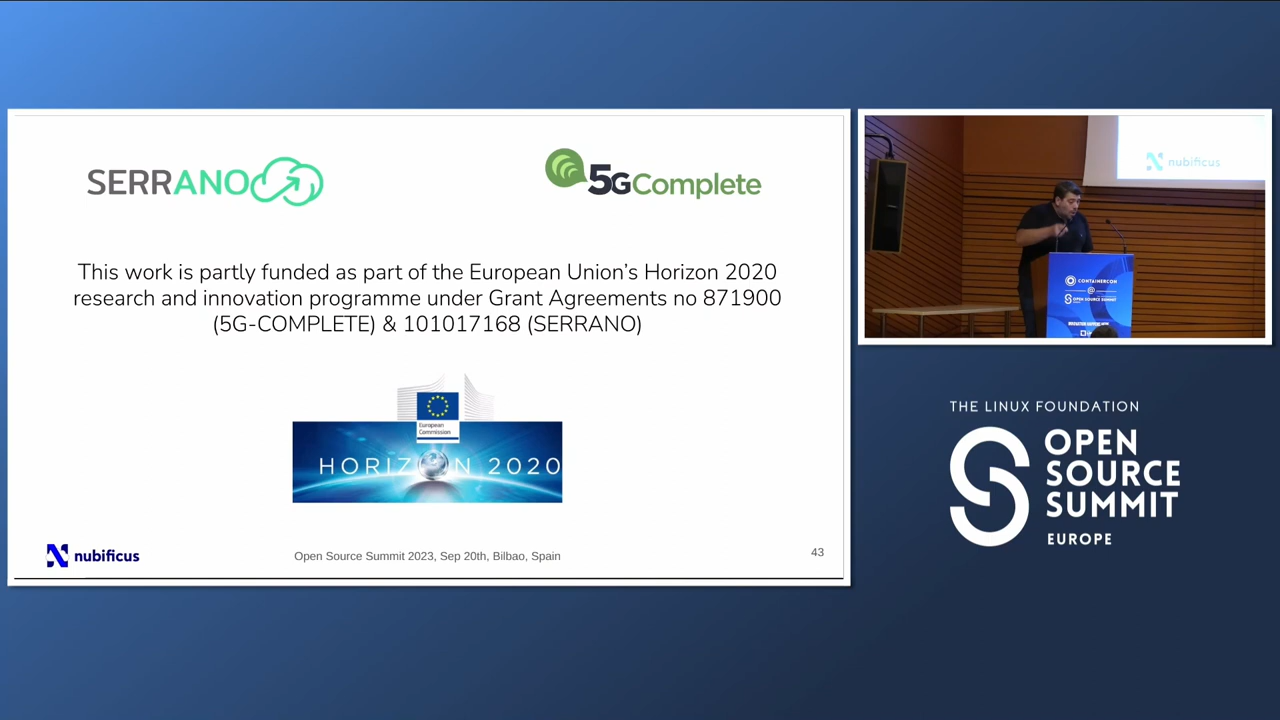 SERRANO
5GComplete
This work is partly funded as part of the European Union's Horizon 2020
research and innovation programme under Grant Agreements no 871900
(5G-COMPLETE) & 101017168 (SERRANO)
European
Commission
HORIZON 2020
nubificus
Open Source Summit 2023, Sep 20th, Bilbao, Spain
43
nubificus
CONTAINERCON
@
OPEN SOURCE SUMMIT
THE LINUX FOUNDATION
OPEN
SOURCE
SUMMIT
EUROPE